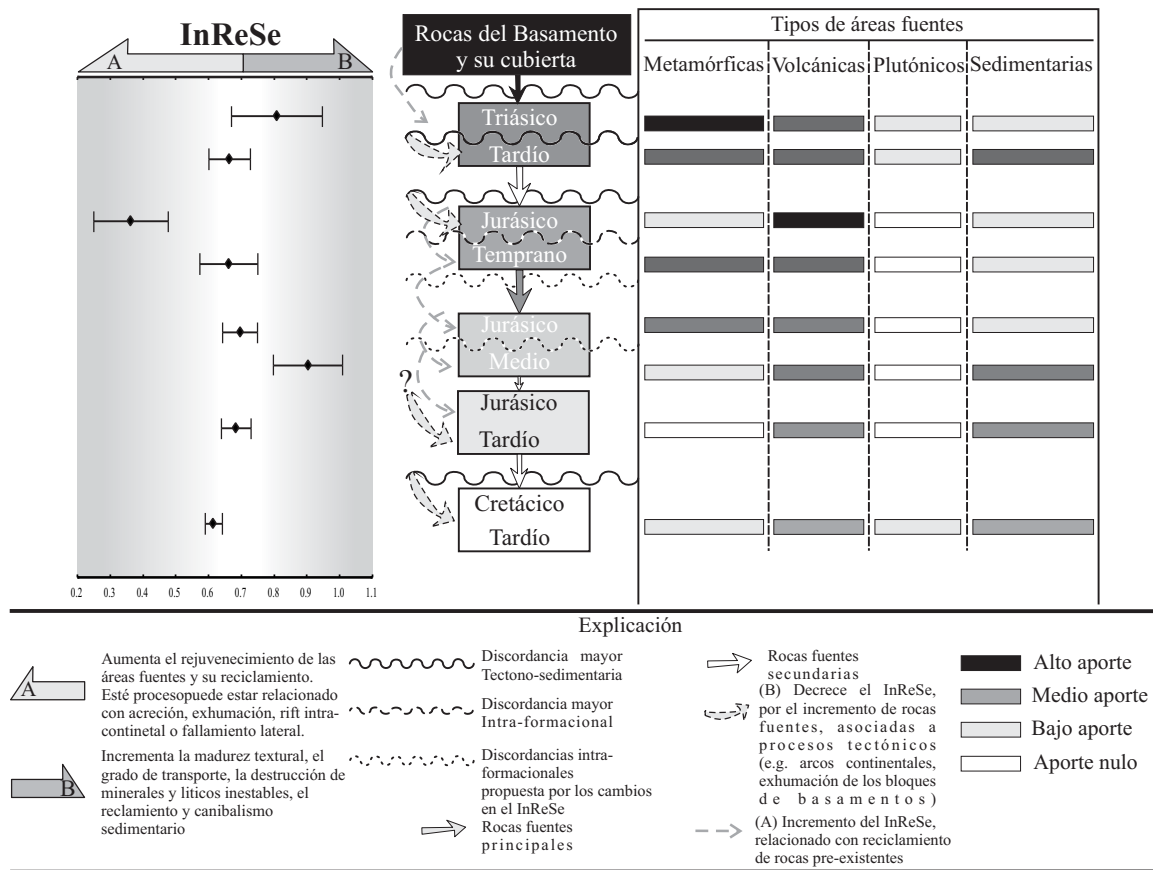 InReSe
A
B
Rocas del Basamento
y su cubierta
Tipos de áreas fuentes
Metamórficas
Volcánicas
Plutónicos
Sedimentarias
Triásico
Tardío
Jurásico
Temprano
Jurásico
Medio
?
Jurásico
Tardío
Cretácico
Tardío
0.2 0.3 0.4 0.5 0.6 0.7 0.8 0.9 1.0 1.1
Explicación
A
Aumenta el rejuvenecimiento de las
áreas fuentes y su reciclamiento.
Esté procesopuede estar relacionado
con acreción, exhumación, rift intra-
continetal o fallamiento lateral.
B
Incrementa la madurez textural, el
grado de transporte, la destrucción de
minerales y líticos inestables, el
reclamiento y canibalismo
sedimentario
Discordancia mayor
Tectono-sedimentaria
Discordancia mayor
Intra-formacional
Discordancias intra-
formacionales
propuesta por los cambios
en el InReSe
Rocas fuentes
principales
Rocas fuentes
secundarias
(B) Decrece el InReSe,
por el incremento de rocas
fuentes, asociadas a
procesos tectónicos
(e.g. arcos continentales,
exhumación de los bloques
de basamentos)
(A) Incremento del InReSe,
relacionado con reciclamiento
de rocas pre-existentes
Alto aporte
Medio aporte
Bajo aporte
Aporte nulo